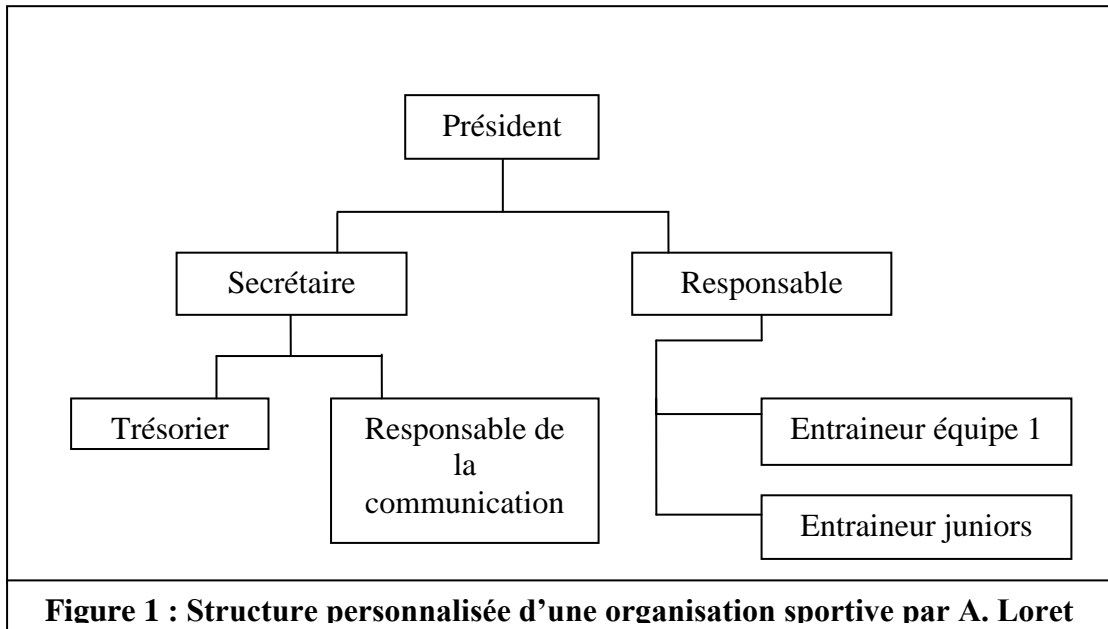 Président
Secrétaire
Responsable
Trésorier
Responsable de
la
communication
Entraineur équipe 1
Entraineur juniors
Figure 1 : Structure personnalisée d’une organisation sportive par A. Loret